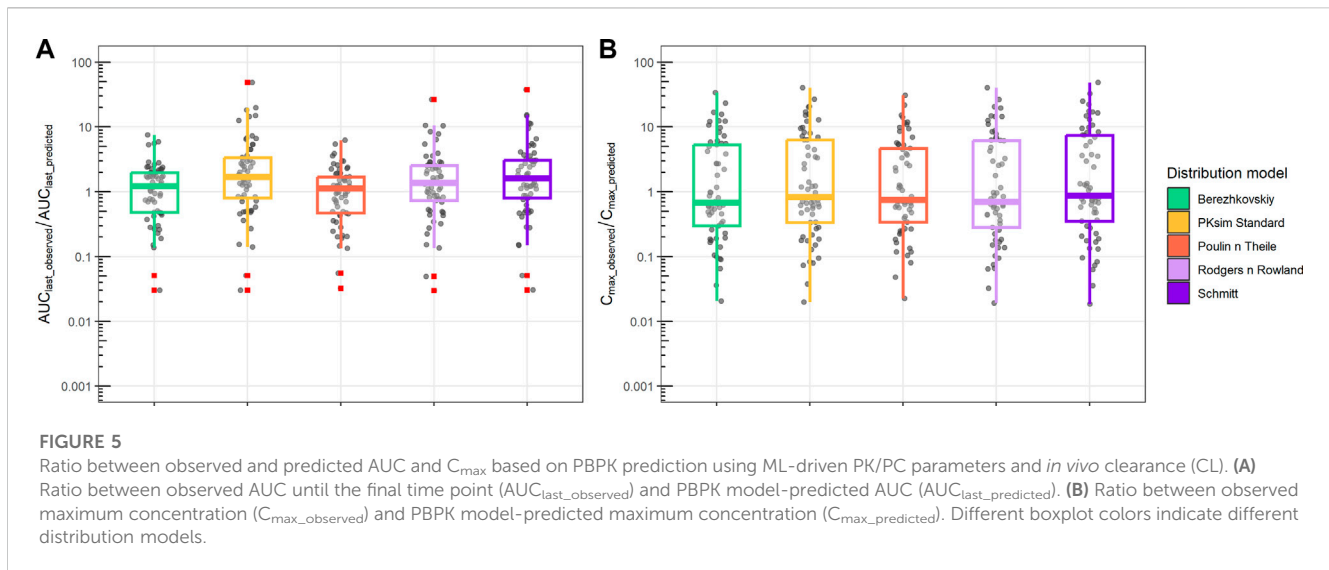 A
B
AUClast_observed/ AUClast_predicted
100
10
1
0.1
0.01
0.001
Cmax_observed/Cmax_predicted
100
10
1
0.1
0.01
0.001
Distribution model
Berezhkovskiy
PKsim Standard
Poulin n Theile
Rodgers n Rowland
Schmitt
FIGURE 5
Ratio between observed and predicted AUC and Cmax based on PBPK prediction using ML-driven PK/PC parameters and in vivo clearance (CL). (A)
Ratio between observed AUC until the final time point (AUClast_observed) and PBPK model-predicted AUC (AUClast_predicted). (B) Ratio between observed
maximum concentration (Cmax_observed) and PBPK model-predicted maximum concentration (Cmax_predicted). Different boxplot colors indicate different
distribution models.